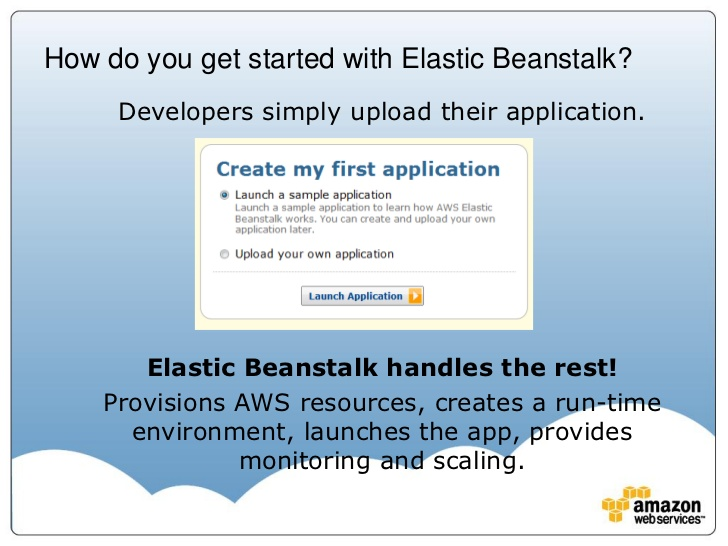 How do you get started with Elastic Beanstalk?
Developers simply upload their application.
Create my first application
Launch a sample application
Launch a sample application to learn how AWS Elastic
Beanstalk works. You can create and upload your own
application later.
Upload your own application
Launch Application
Elastic Beanstalk handles the rest!
Provisions AWS resources, creates a run-time
environment, launches the app, provides
monitoring and scaling.
amazon
webservices™